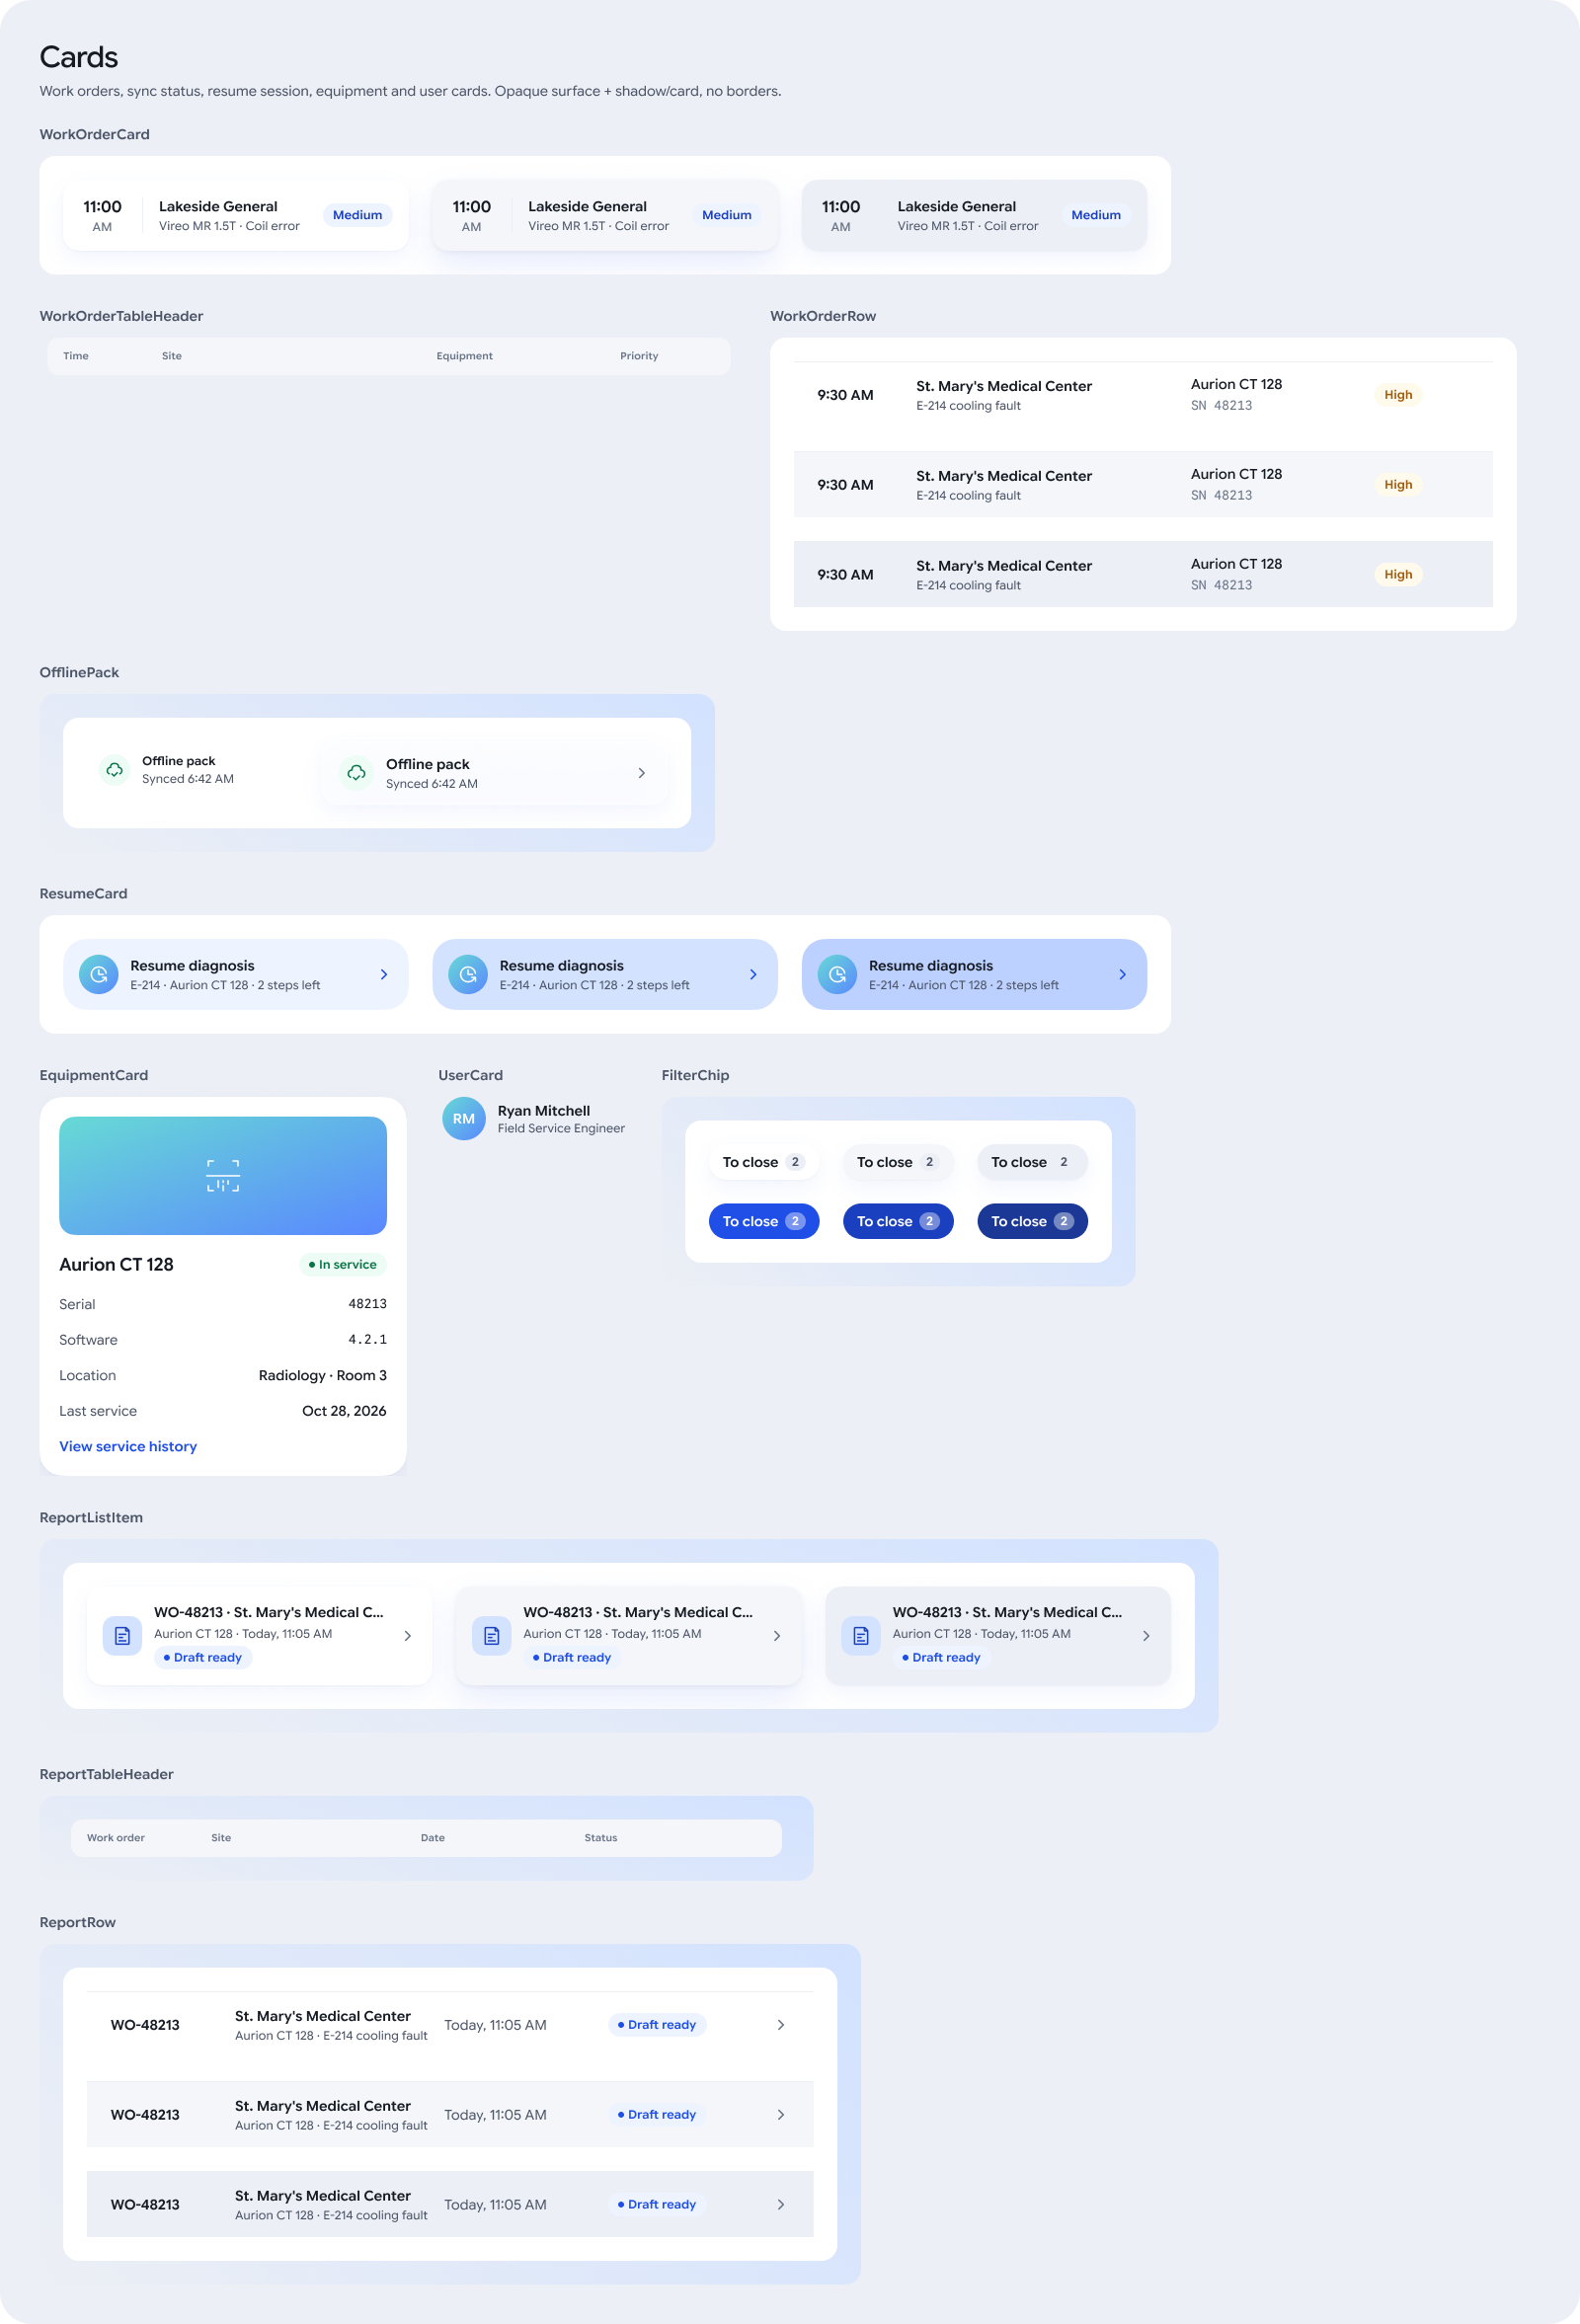 Cards
Work orders, sync status, resume session, equipment and user cards. Opaque surface + shadow/card, no borders.
WorkOrderCard
11:00
AM
Lakeside General
Vireo MR 1.5T · Coil error
Medium
11:00
AM
Lakeside General
Vireo MR 1.5T · Coil error
Medium
11:00
AM
Lakeside General
Vireo MR 1.5T · Coil error
Medium
WorkOrderTableHeader
Time Site Equipment Priority
WorkOrderRow
9:30 AM
St. Mary's Medical Center
E-214 cooling fault
Aurion CT 128
SN 48213
High
9:30 AM
St. Mary's Medical Center
E-214 cooling fault
Aurion CT 128
SN 48213
High
9:30 AM
St. Mary's Medical Center
E-214 cooling fault
Aurion CT 128
SN 48213
High
OfflinePack
Offline pack
Synced 6:42 AM
Offline pack
Synced 6:42 AM
ResumeCard
Resume diagnosis
E-214 · Aurion CT 128 · 2 steps left
Resume diagnosis
E-214 · Aurion CT 128 · 2 steps left
Resume diagnosis
E-214 · Aurion CT 128 · 2 steps left
EquipmentCard
Aurion CT 128
In service
Serial 48213
Software 4.2.1
Location Radiology · Room 3
Last service Oct 28, 2026
View service history
UserCard
RM
Ryan Mitchell
Field Service Engineer
FilterChip
To close 2
To close 2
To close 2
To close 2
To close 2
To close 2
ReportListItem
WO-48213 · St. Mary's Medical C...
Aurion CT 128 · Today, 11:05 AM
Draft ready
WO-48213 · St. Mary's Medical C...
Aurion CT 128 · Today, 11:05 AM
Draft ready
WO-48213 · St. Mary's Medical C...
Aurion CT 128 · Today, 11:05 AM
Draft ready
ReportTableHeader
Work order Site Date Status
ReportRow
WO-48213
St. Mary's Medical Center
Aurion CT 128 · E-214 cooling fault
Today, 11:05 AM
Draft ready
WO-48213
St. Mary's Medical Center
Aurion CT 128 · E-214 cooling fault
Today, 11:05 AM
Draft ready
WO-48213
St. Mary's Medical Center
Aurion CT 128 · E-214 cooling fault
Today, 11:05 AM
Draft ready